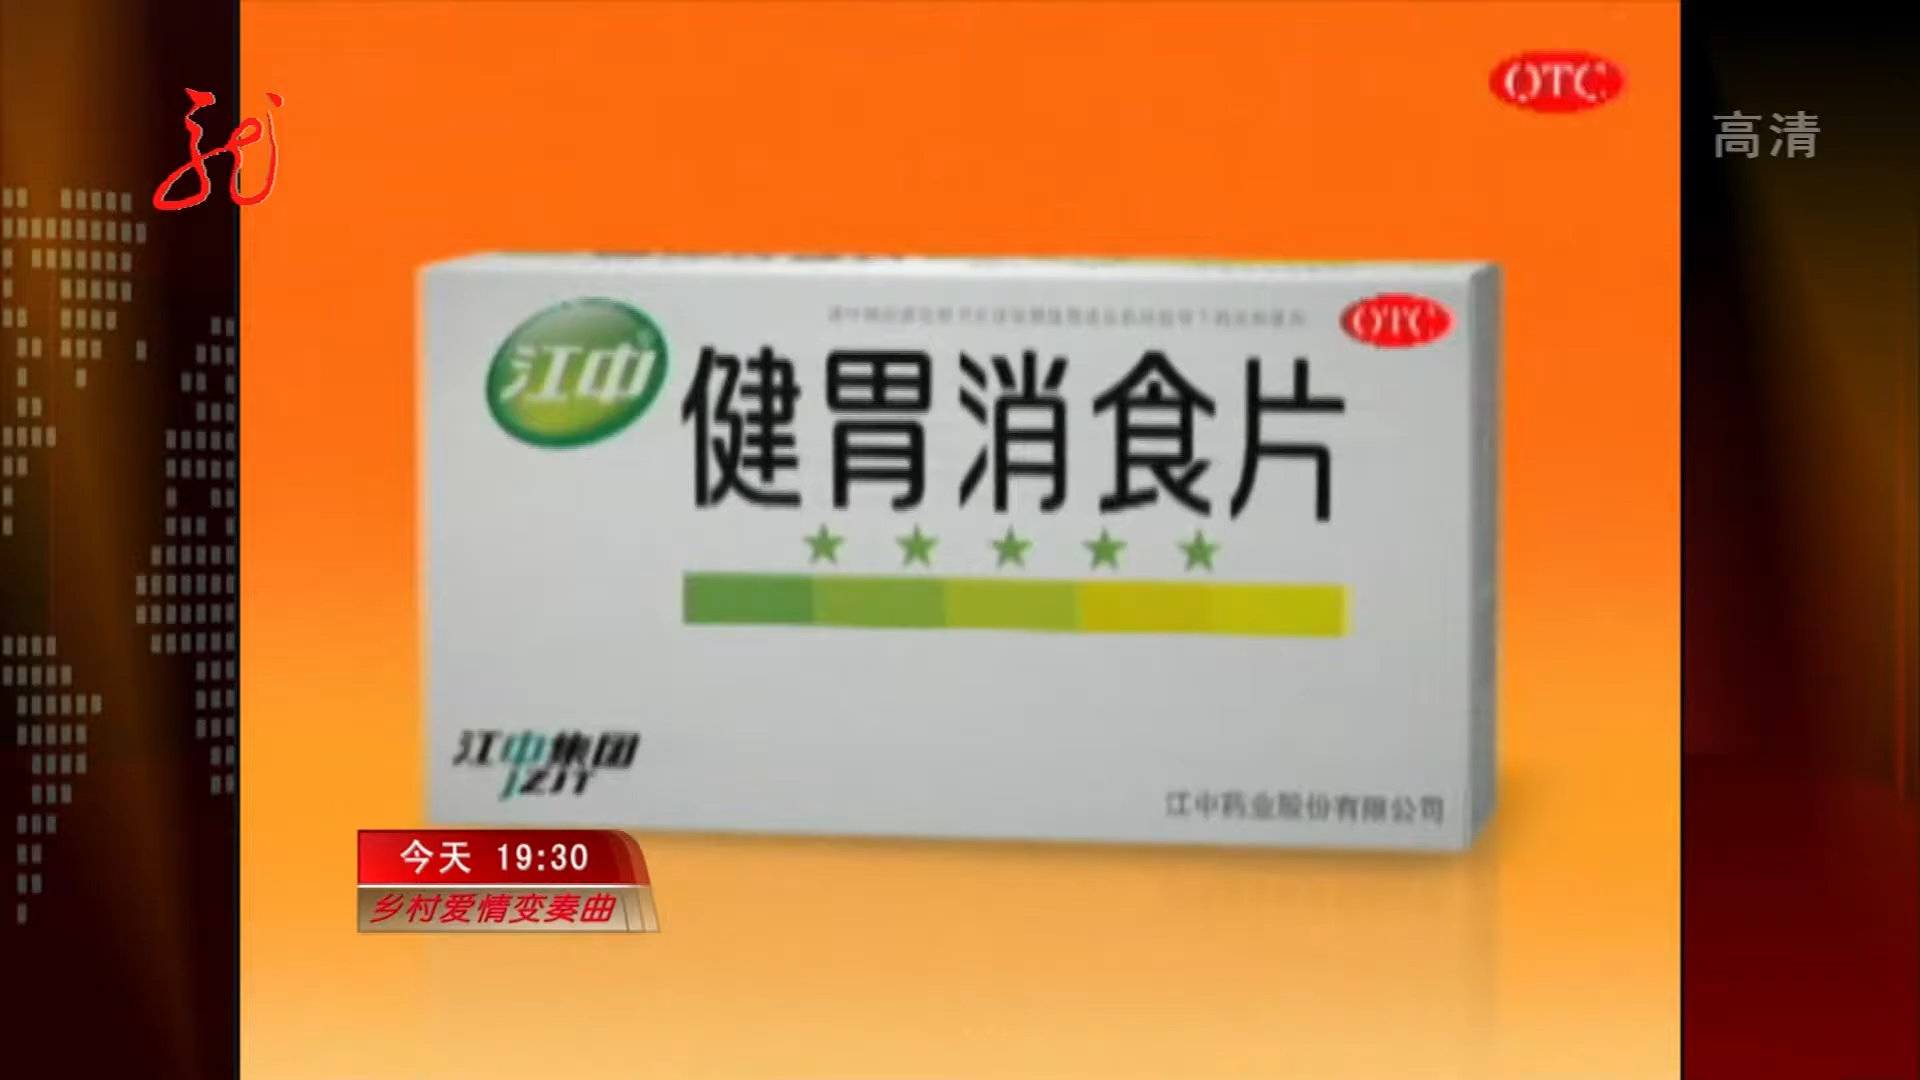 OTC
高清
江中
OTC
健胃消食片
江中集团
JZJT
江中药业股份有限公司
今天 19:30
乡村爱情变奏曲